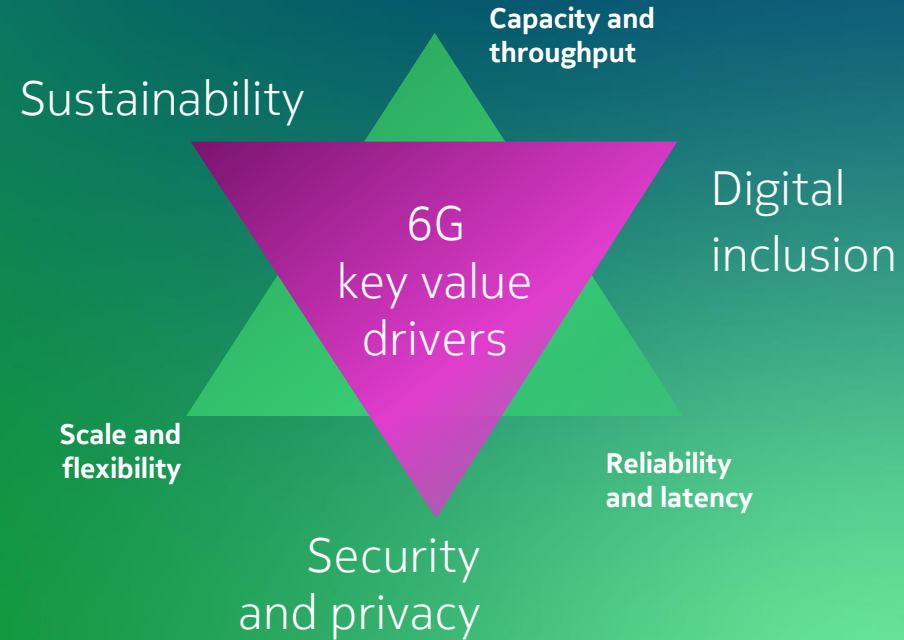 Capacity and
throughput
Sustainability
Digital
inclusion
6G
key value
drivers
Scale and
flexibility
Reliability
and latency
Security
and privacy